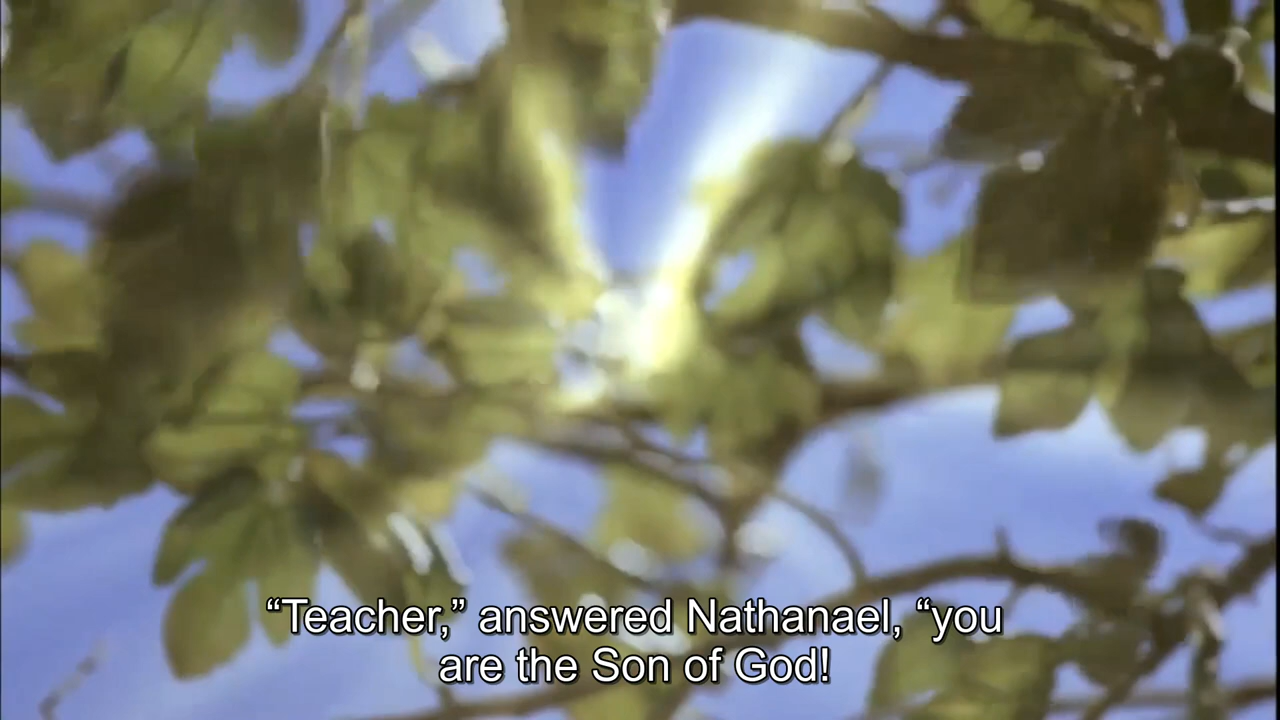 “Teacher,” answered Nathanael, “you
are the Son of God!